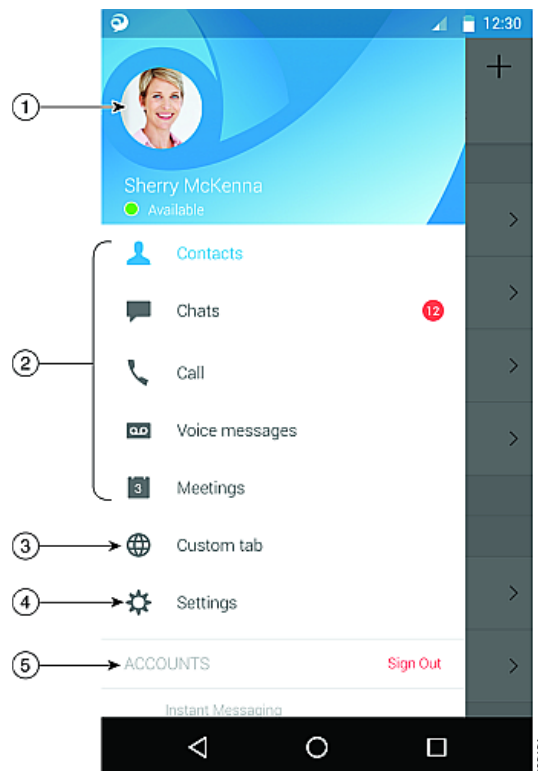 12:30
1
Sherry McKenna
Available
Contacts
Chats
12
2
Call
Voice messages
3
Meetings
3
Custom tab
4
Settings
5
ACCOUNTS
Sign Out
Instant Messaging